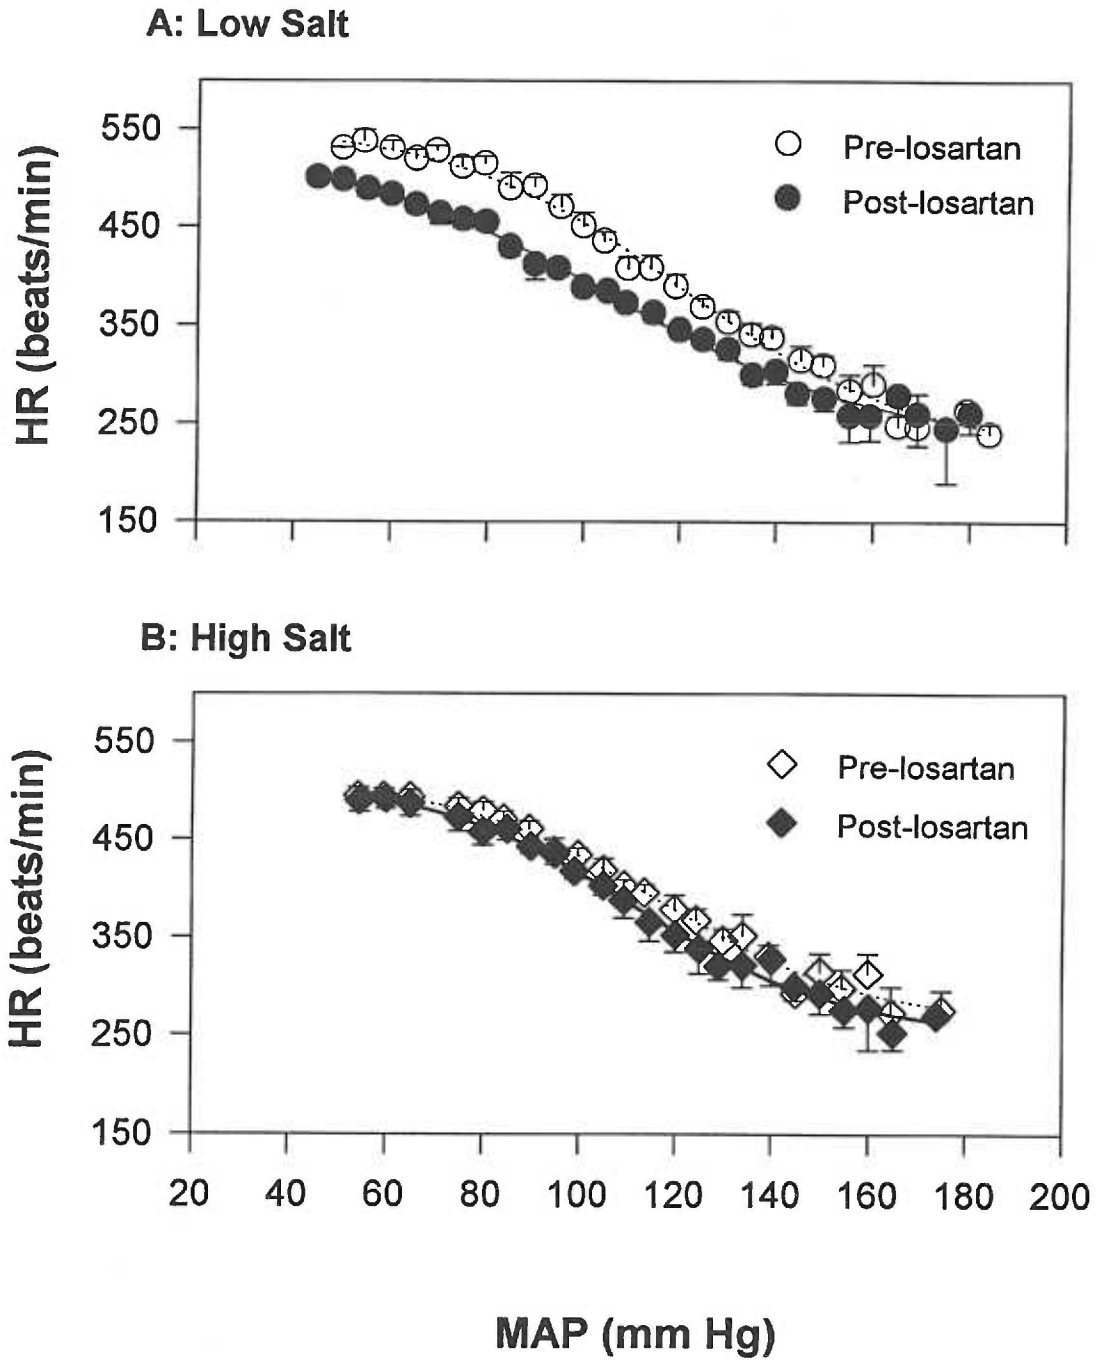 A: Low Salt
550
450
350
250
150
HR (beats/min)
Pre-losartan
Post-losartan
B: High Salt
550
450
350
250
150
HR (beats/min)
Pre-losartan
Post-losartan
20 40 60 80 100 120 140 160 180 200
MAP (mm Hg)